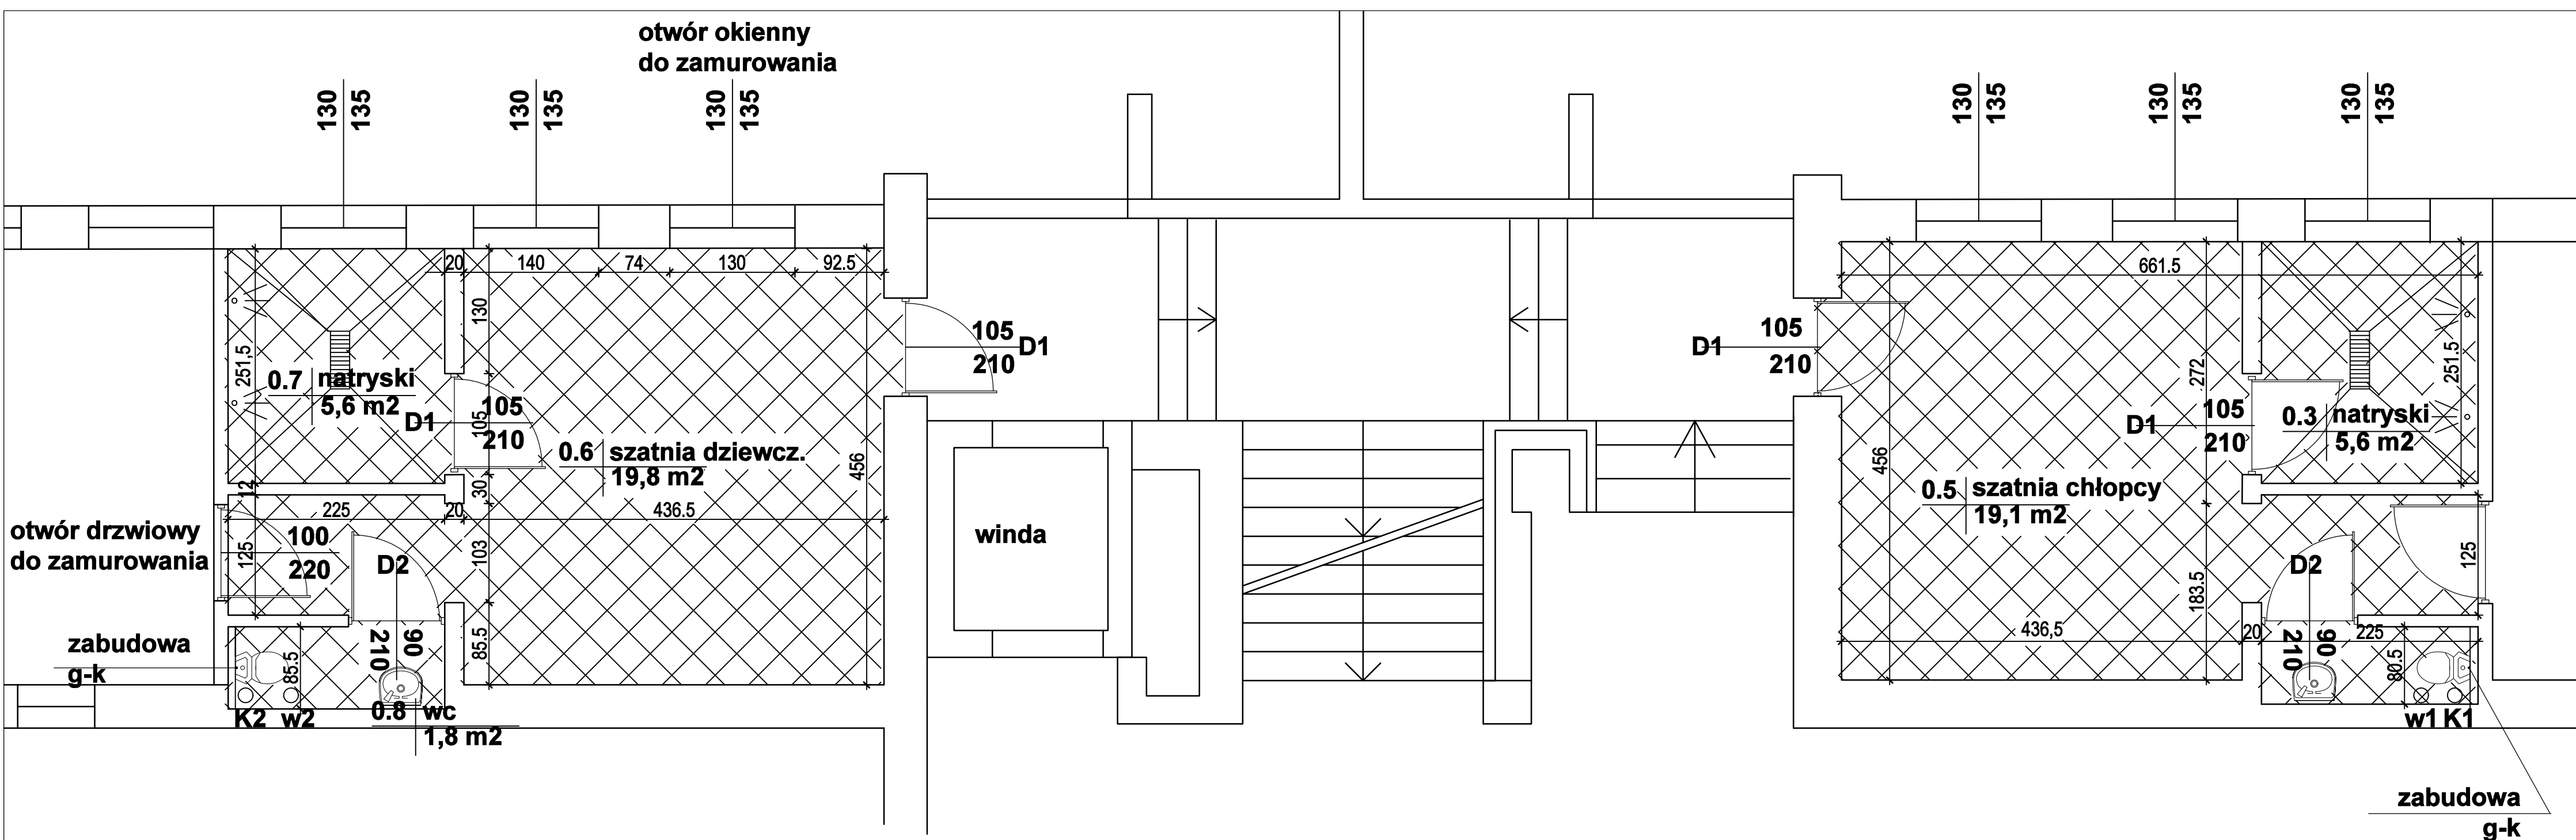 otwór okienny
do zamurowania
130
135
130
135
130
135
130
135
130
135
130
135
20
140
74
130
92.5
661.5
130
251,5
0.7 natryski
5,6 m2
D1
105
105
210
0.6 szatnia dziewcz.
19,8 m2
456
105
210
D1
D1
105
210
456
272
251.5
D1
105
210
0.3 natryski
5,6 m2
0.5 szatnia chłopcy
19,1 m2
12
30
225
20
436.5
otwór drzwiowy
do zamurowania
100
220
125
D2
103
winda
D2
125
183.5
zabudowa
g-k
90
210
85.5
85.5
K2 w2
0.8 wc
1,8 m2
436,5
20
225
90
210
80.5
w1 K1
zabudowa
g-k